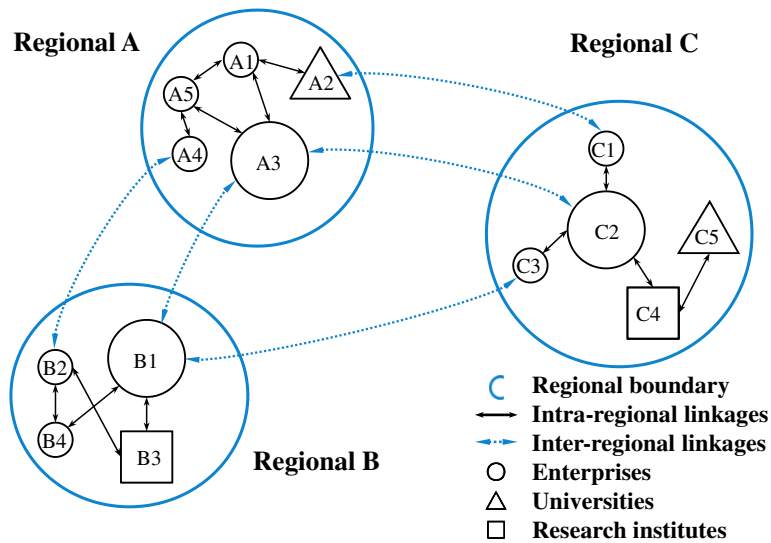 Regional A
Regional C
A1
A2
A5
A4
A3
C1
C2
C5
C3
C4
B1
B2
B4
B3
Regional B
Regional boundary
Intra-regional linkages
Inter-regional linkages
Enterprises
Universities
Research institutes